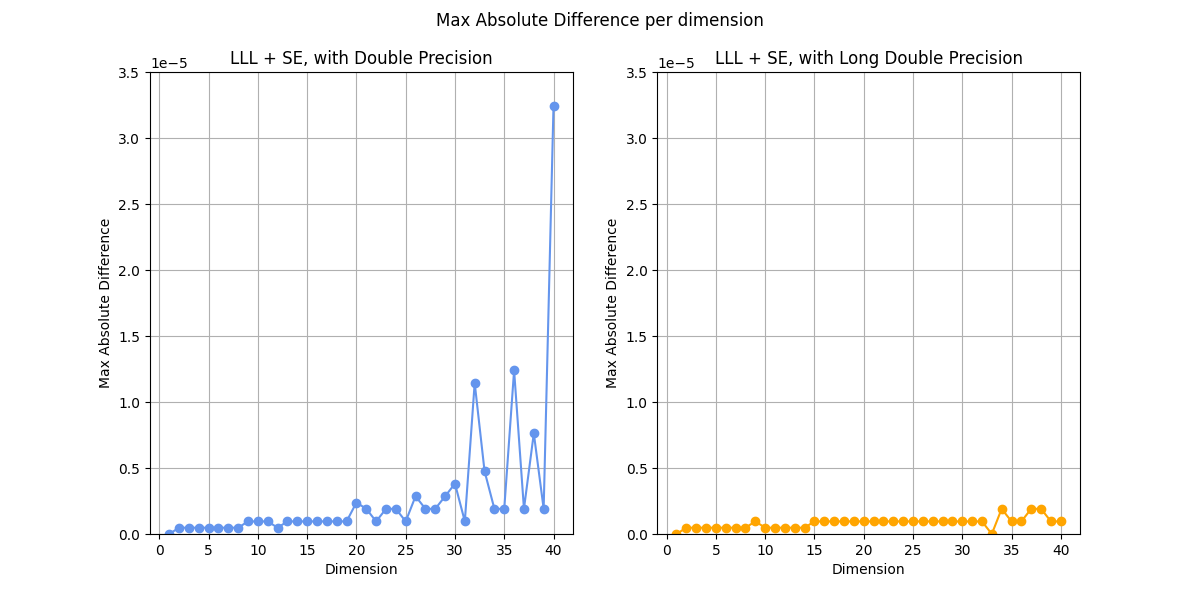 Max Absolute Difference per dimension
LLL + SE, with Double Precision
1e−5
3.5
3.0
2.5
2.0
1.5
1.0
0.5
0.0
Max Absolute Difference
0 5 10 15 20 25 30 35 40
Dimension
LLL + SE, with Long Double Precision
1e−5
3.5
3.0
2.5
2.0
1.5
1.0
0.5
0.0
Max Absolute Difference
0 5 10 15 20 25 30 35 40
Dimension